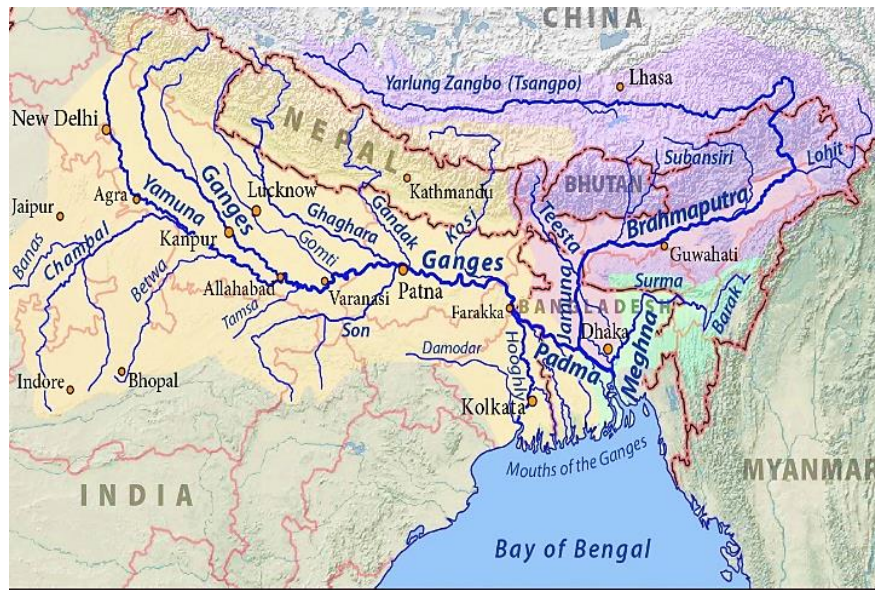 CHINA
Yarlung Zangbo (Tsangpo)
Lhasa
New Delhi
NEPAL
Subansiri
Lohit
BHUTAN
Kathmandu
Agra
Yamuna
Ganges
Lucknow
Ghaghara
Gandak
Kosi
Teesta
Brahmaputra
Jaipur
Kanpur
Gomti
Ganges
Guwahati
Banas
Chambal
Betwa
Allahabad
Varanasi
Patna
Surma
Barak
Tamsa
Son
Farakka
BANGLADESH
Jamuna
Dhaka
Damodar
Hooghly
Padma
Meghna
Indore
Bhopal
Kolkata
Mouths of the Ganges
INDIA
MYANMAR
Bay of Bengal